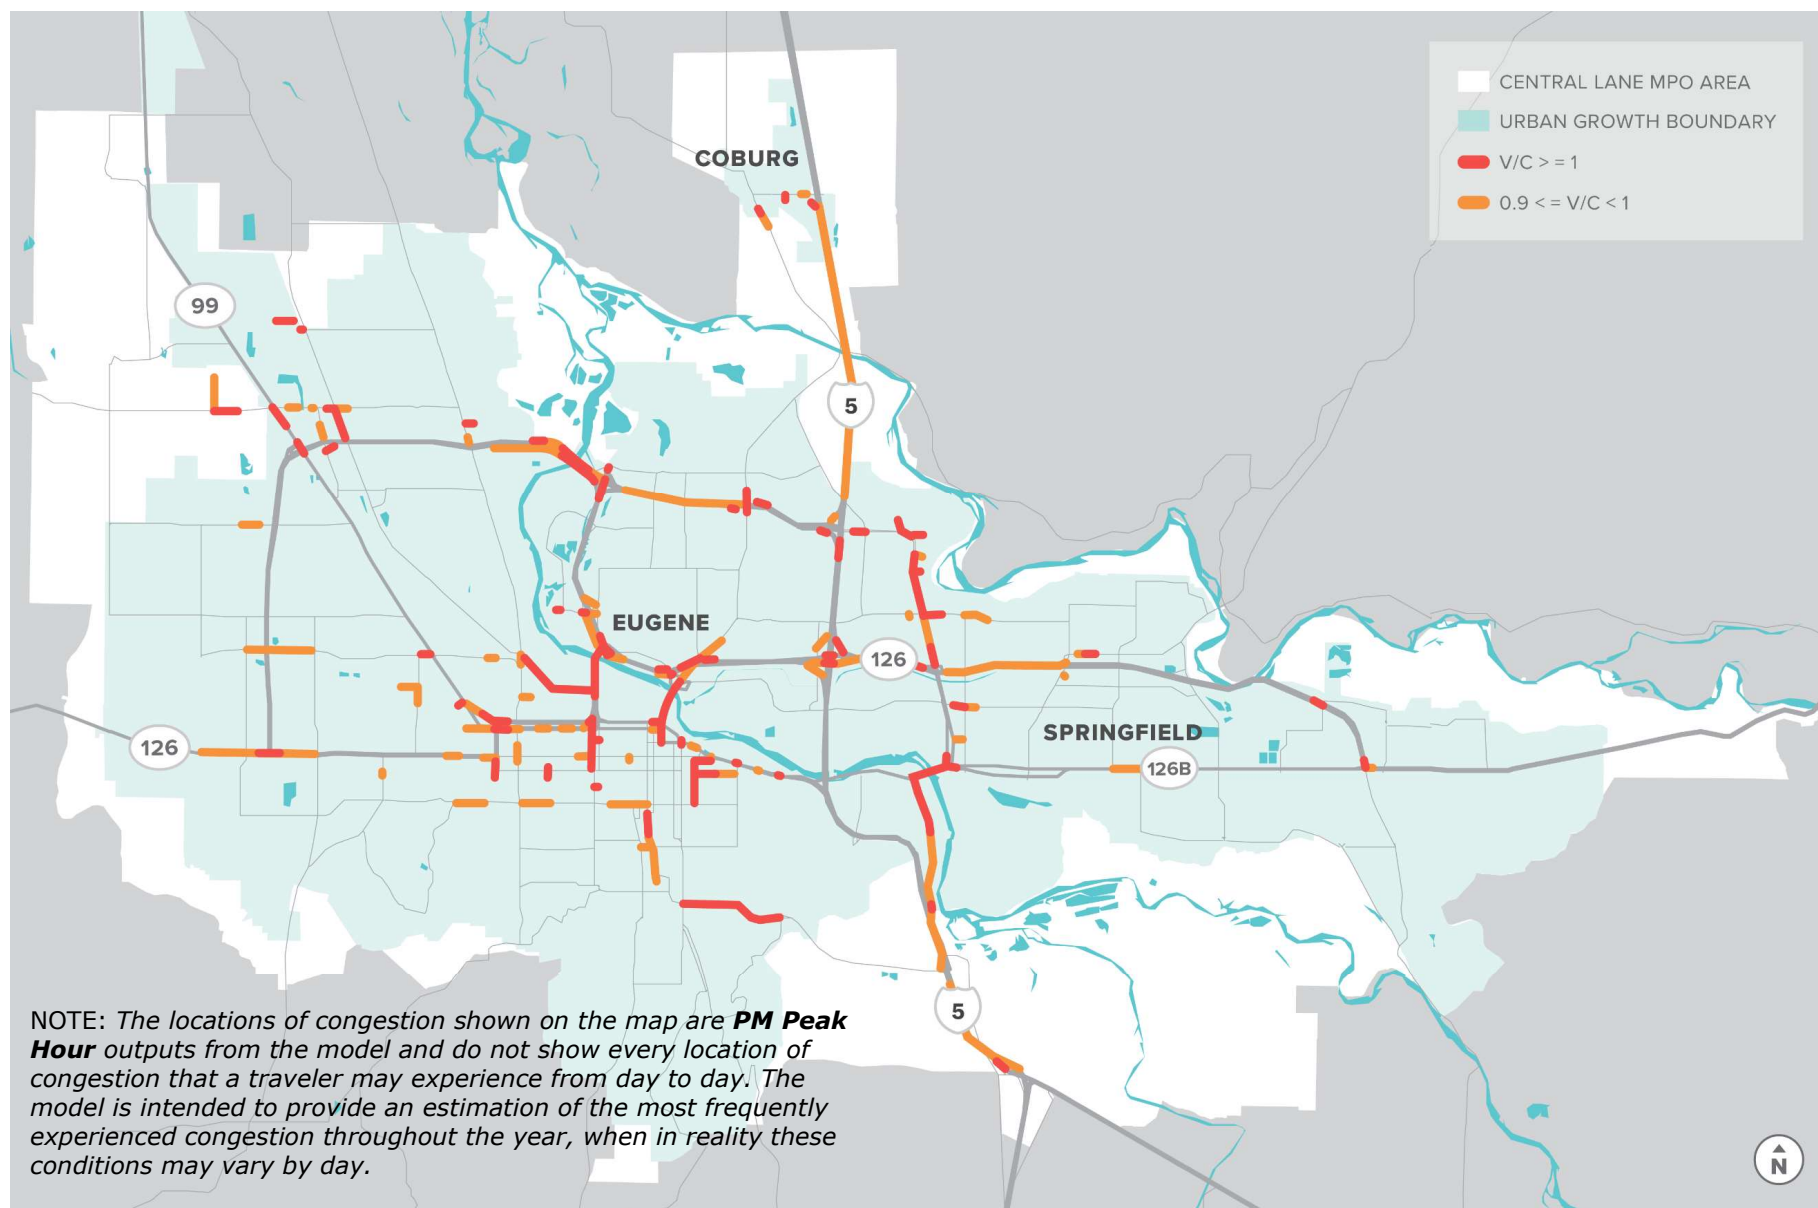 CENTRAL LANE MPO AREA
URBAN GROWTH BOUNDARY
V/C > = 1
0.9 < = V/C < 1
COBURG
99
5
EUGENE
126
SPRINGFIELD
126
126B
5
NOTE: The locations of congestion shown on the map are PM Peak
Hour outputs from the model and do not show every location of
congestion that a traveler may experience from day to day. The
model is intended to provide an estimation of the most frequently
experienced congestion throughout the year, when in reality these
conditions may vary by day.
N